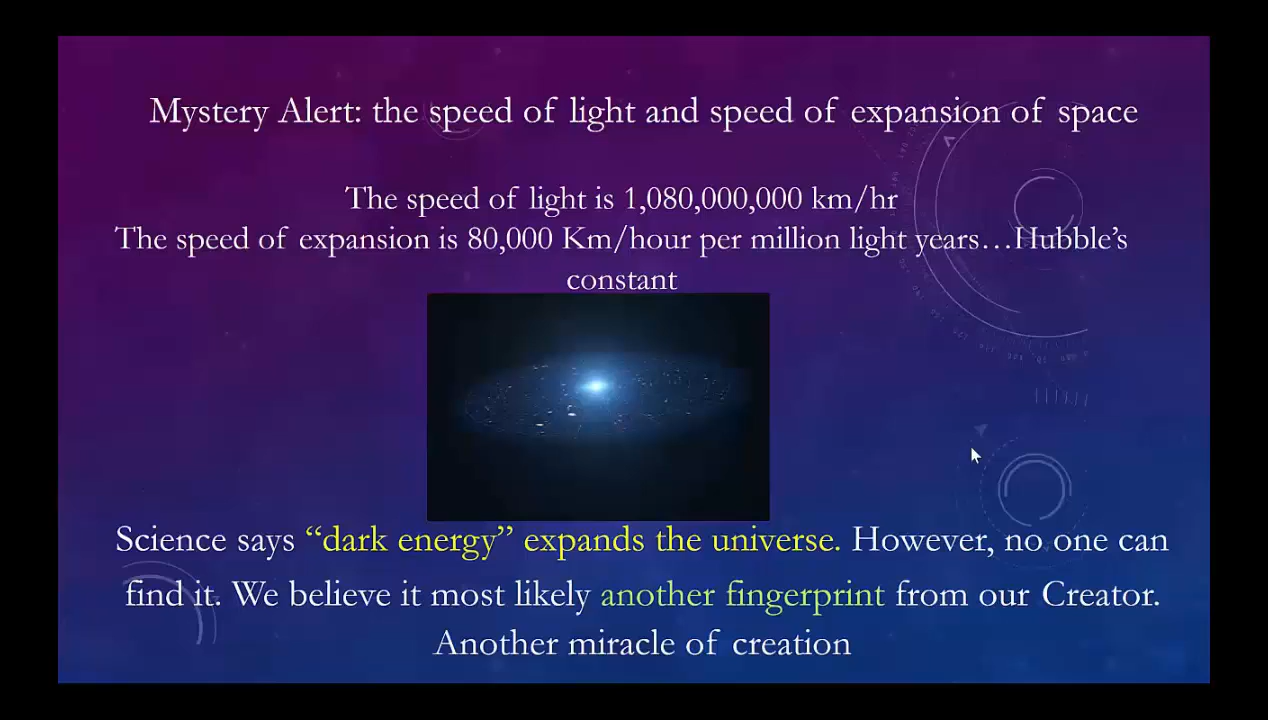 Mystery Alert: the speed of light and speed of expansion of space
The speed of light is 1,080,000,000 km/hr
The speed of expansion is 80,000 Km/hour per million light years…Hubble’s
constant
Science says “dark energy” expands the universe. However, no one can
find it. We believe it most likely another fingerprint from our Creator.
Another miracle of creation